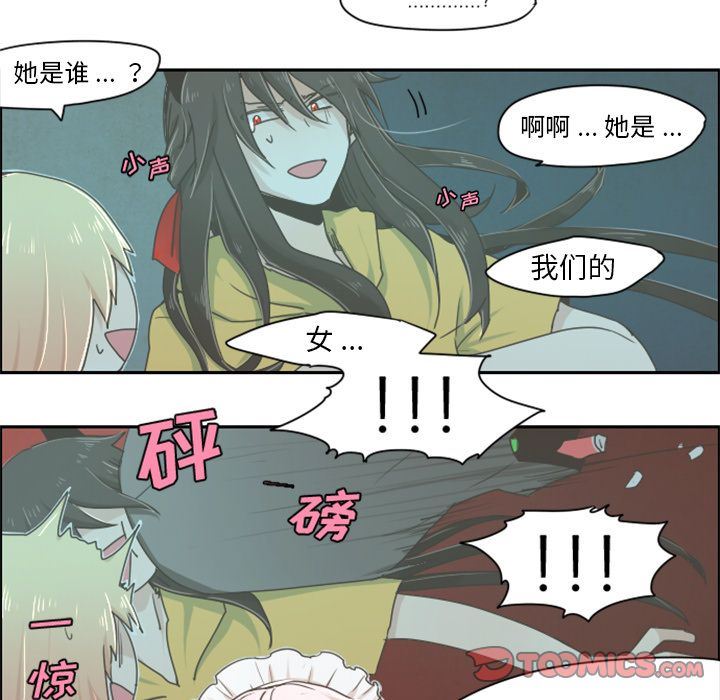 ............?
她是谁 ... ？
小声
啊啊 ... 她是 ...
小声
我们的
女 ...
!!!
砰
磅
!!!
一惊
TOOMICS.COM